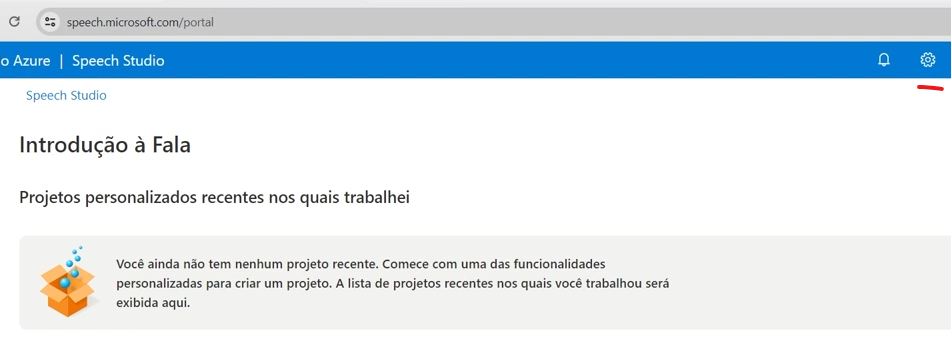 speech.microsoft.com/portal
o Azure | Speech Studio
Speech Studio
Introdução à Fala
Projetos personalizados recentes nos quais trabalhei
Você ainda não tem nenhum projeto recente. Comece com uma das funcionalidades
personalizadas para criar um projeto. A lista de projetos recentes nos quais você trabalhou será
exibida aqui.